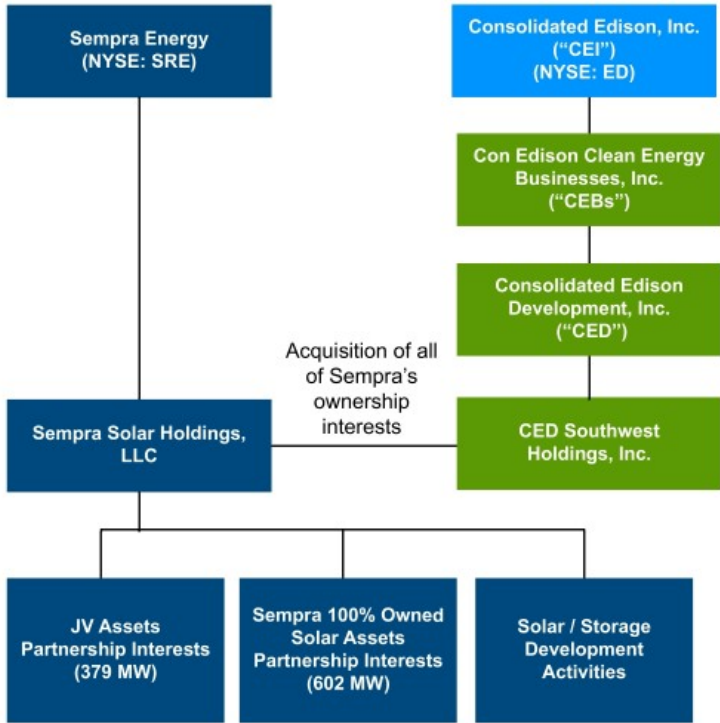 Sempra Energy
(NYSE: SRE)
Consolidated Edison, Inc.
(“CEI”)
(NYSE: ED)
Con Edison Clean Energy
Businesses, Inc.
(“CEBs”)
Consolidated Edison
Development, Inc.
(“CED”)
Acquisition of all
of Sempra’s
ownership
interests
Sempra Solar Holdings,
LLC
CED Southwest
Holdings, Inc.
JV Assets
Partnership Interests
(379 MW)
Sempra 100% Owned
Solar Assets
Partnership Interests
(602 MW)
Solar / Storage
Development
Activities